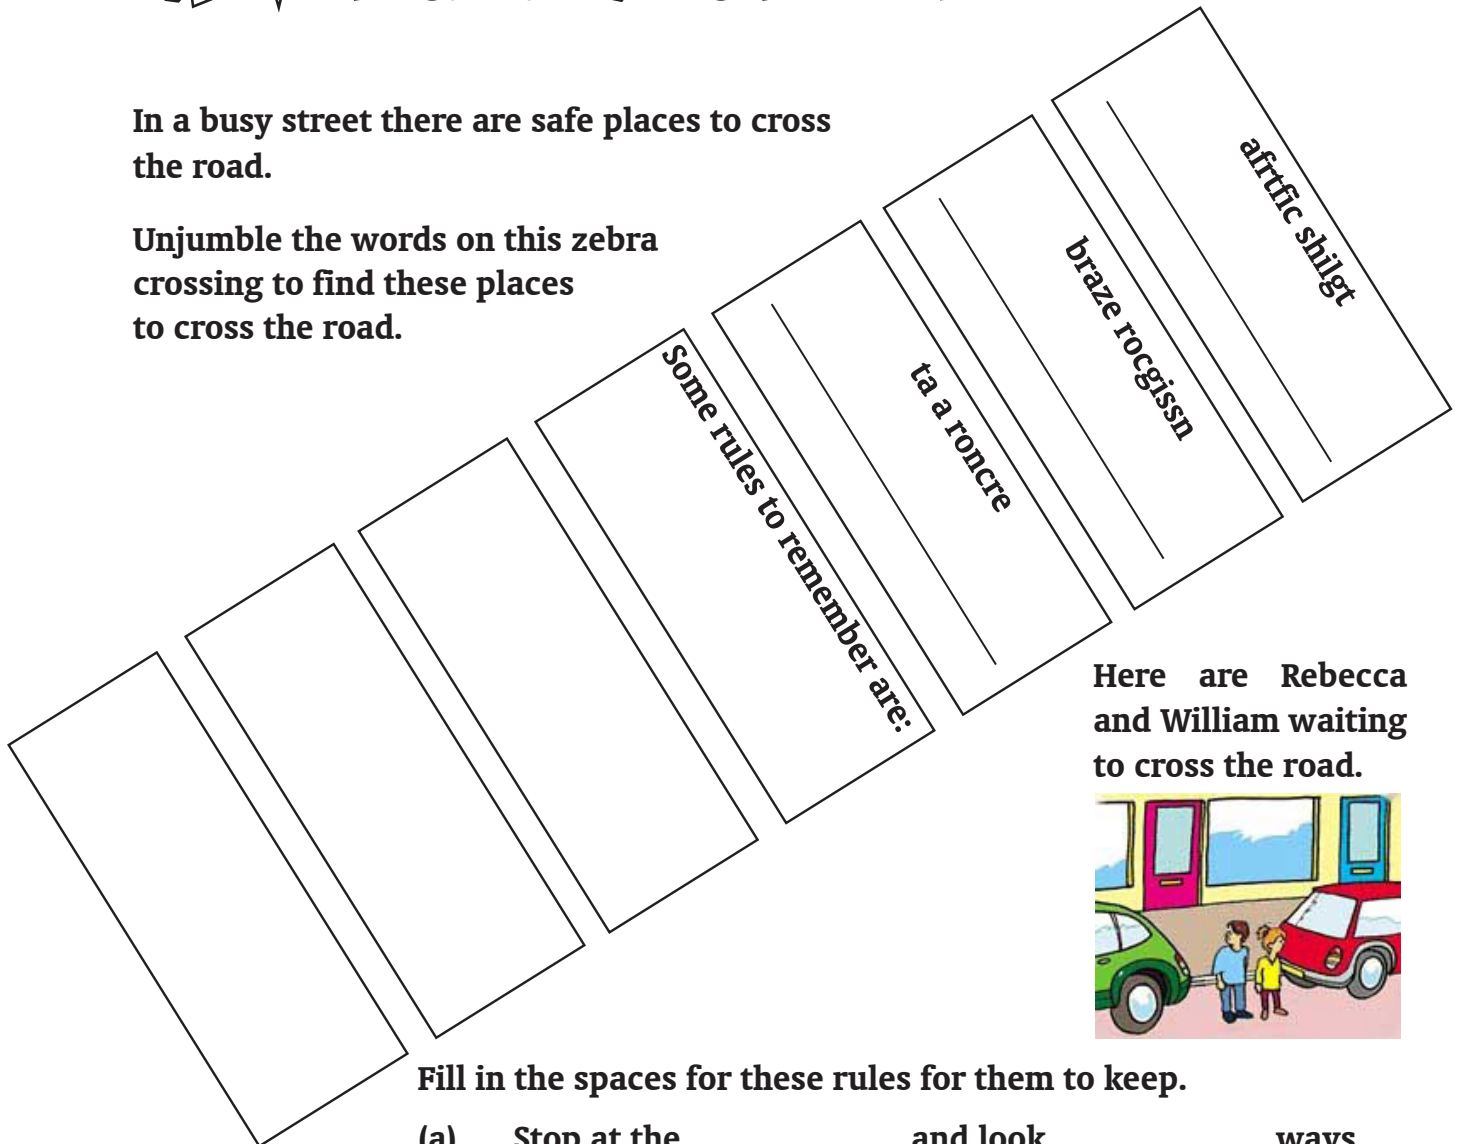 In a busy street there are safe places to cross
the road.
Unjumble the words on this zebra
crossing to find these places
to cross the road.
afrtfic shilgt
braze rocgissn
ta a roncre
Some rules to remember are:
Here are Rebecca
and William waiting
to cross the road.
Fill in the spaces for these rules for them to keep.
(a) Stop at the ____________ and look ____________ ways